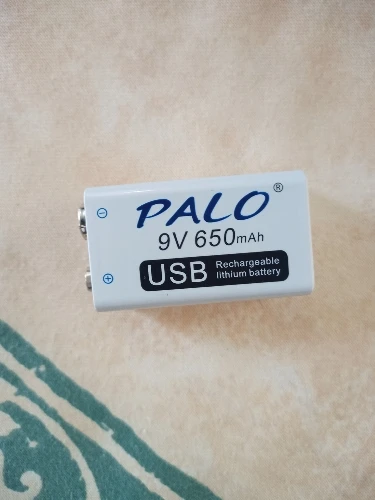 PALO®
9V 650mAh
USB Rechargeable
lithium battery
⊖
⊕